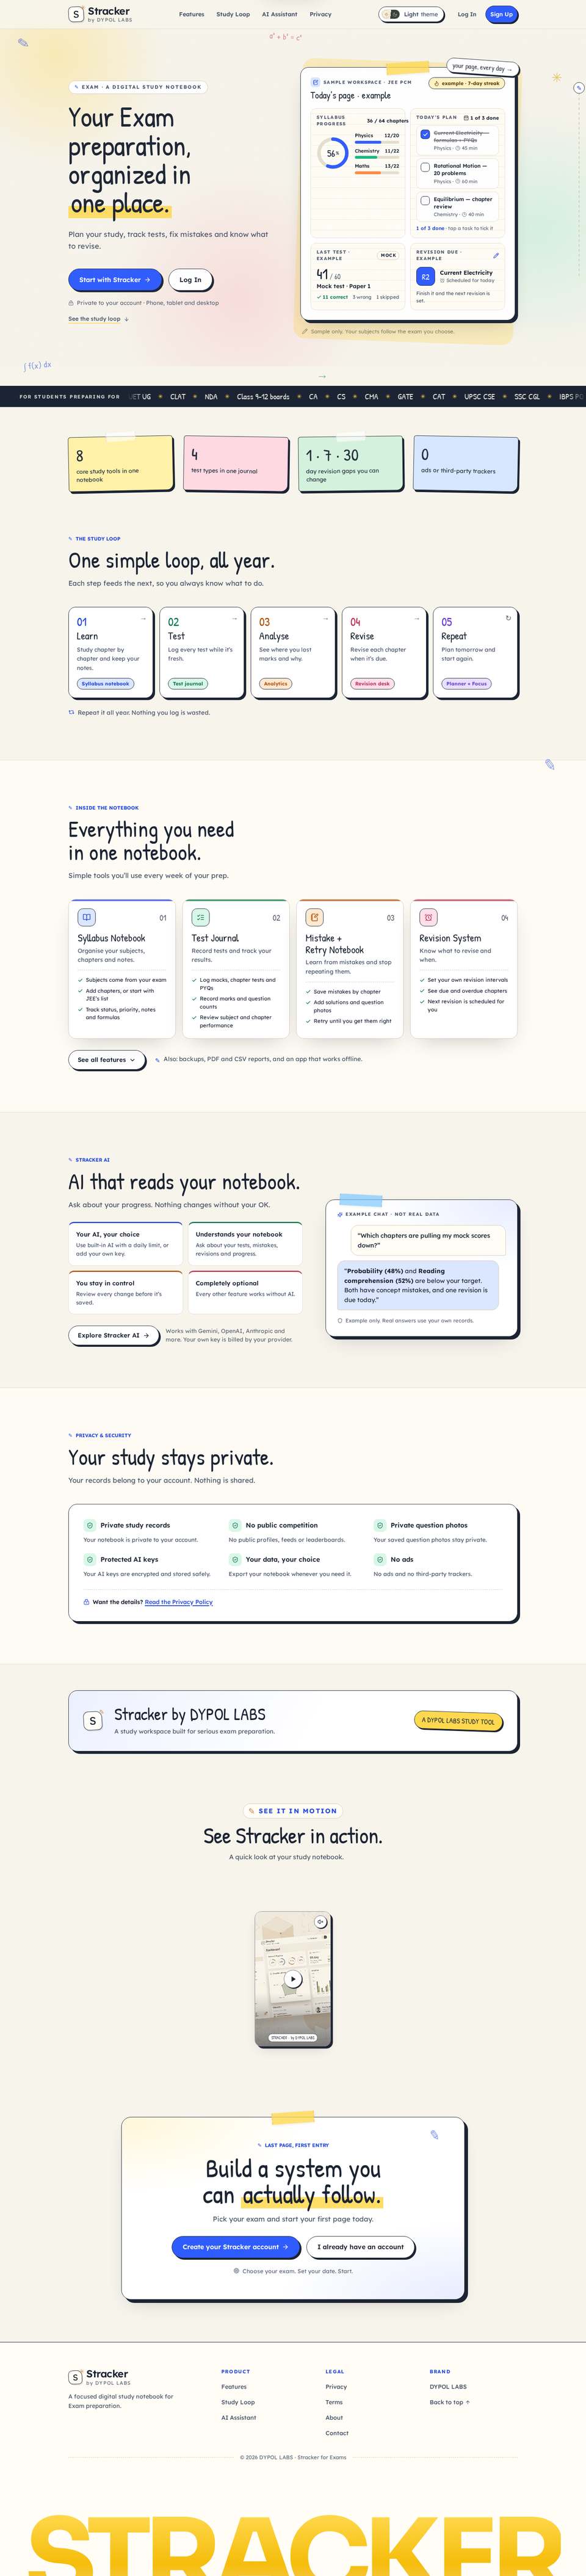 S
Stracker
by DYPOL LABS
Features
Study Loop
AI Assistant
Privacy
Light theme
Log In
Sign Up
a² + b² = c²
EXAM · A DIGITAL STUDY NOTEBOOK
Your Exam
preparation,
organized in
one place.
Plan your study, track tests, fix mistakes and know what
to revise.
Start with Stracker →
Log In
Private to your account · Phone, tablet and desktop
See the study loop ↓
∫ f(x) dx
your page, every day →
SAMPLE WORKSPACE · JEE PCM
example · 7-day streak
Today's page · example
SYLLABUS
PROGRESS
36 / 64 chapters
56%
Physics 12/20
Chemistry 11/22
Maths 13/22
TODAY'S PLAN
1 of 3 done
Current Electricity —
formulas + PYQs
Physics · 45 min
Rotational Motion —
20 problems
Physics · 60 min
Equilibrium — chapter
review
Chemistry · 40 min
1 of 3 done · tap a task to tick it
LAST TEST ·
EXAMPLE
MOCK
41 / 60
Mock test · Paper 1
✓ 11 correct 3 wrong 1 skipped
REVISION DUE ·
EXAMPLE
R2
Current Electricity
Scheduled for today
Finish it and the next revision is
set.
Sample only. Your subjects follow the exam you choose.
→
FOR STUDENTS PREPARING FOR
UET UG
CLAT
NDA
Class 9–12 boards
CA
CS
CMA
GATE
CAT
UPSC CSE
SSC CGL
IBPS PO
8
core study tools in one
notebook
4
test types in one journal
1 · 7 · 30
day revision gaps you can
change
0
ads or third-party trackers
THE STUDY LOOP
One simple loop, all year.
Each step feeds the next, so you always know what to do.
01 →
Learn
Study chapter by
chapter and keep your
notes.
Syllabus notebook
02 →
Test
Log every test while it's
fresh.
Test journal
03 →
Analyse
See where you lost
marks and why.
Analytics
04 →
Revise
Revise each chapter
when it's due.
Revision desk
05 ↻
Repeat
Plan tomorrow and
start again.
Planner + Focus
Repeat it all year. Nothing you log is wasted.
INSIDE THE NOTEBOOK
Everything you need
in one notebook.
Simple tools you'll use every week of your prep.
01
Syllabus Notebook
Organise your subjects,
chapters and notes.
Subjects come from your exam
Add chapters, or start with
JEE's list
Track status, priority, notes
and formulas
02
Test Journal
Record tests and track your
results.
Log mocks, chapter tests and
PYQs
Record marks and question
counts
Review subject and chapter
performance
03
Mistake +
Retry Notebook
Learn from mistakes and stop
repeating them.
Save mistakes by chapter
Add solutions and question
photos
Retry until you get them right
04
Revision System
Know what to revise and
when.
Set your own revision intervals
See due and overdue chapters
Next revision is scheduled for
you
See all features
Also: backups, PDF and CSV reports, and an app that works offline.
STRACKER AI
AI that reads your notebook.
Ask about your progress. Nothing changes without your OK.
Your AI, your choice
Use built-in AI with a daily limit, or
add your own key.
Understands your notebook
Ask about your tests, mistakes,
revisions and progress.
You stay in control
Review every change before it's
saved.
Completely optional
Every other feature works without AI.
Explore Stracker AI →
Works with Gemini, OpenAI, Anthropic and
more. Your own key is billed by your provider.
EXAMPLE CHAT · NOT REAL DATA
“Which chapters are pulling my mock scores
down?”
“Probability (48%) and Reading
comprehension (52%) are below your target.
Both have concept mistakes, and one revision is
due today.”
Example only. Real answers use your own records.
PRIVACY & SECURITY
Your study stays private.
Your records belong to your account. Nothing is shared.
Private study records
Your notebook is private to your account.
No public competition
No public profiles, feeds or leaderboards.
Private question photos
Your saved question photos stay private.
Protected AI keys
Your AI keys are encrypted and stored safely.
Your data, your choice
Export your notebook whenever you need it.
No ads
No ads and no third-party trackers.
Want the details? Read the Privacy Policy
S
Stracker by DYPOL LABS
A study workspace built for serious exam preparation.
A DYPOL LABS STUDY TOOL
SEE IT IN MOTION
See Stracker in action.
A quick look at your study notebook.
STRACKER · by DYPOL LABS
LAST PAGE, FIRST ENTRY
Build a system you
can actually follow.
Pick your exam and start your first page today.
Create your Stracker account →
I already have an account
Choose your exam. Set your date. Start.
S
Stracker
by DYPOL LABS
A focused digital study notebook for
Exam preparation.
PRODUCT
Features
Study Loop
AI Assistant
LEGAL
Privacy
Terms
About
Contact
BRAND
DYPOL LABS
Back to top ↑
© 2026 DYPOL LABS · Stracker for Exams
STRACKER